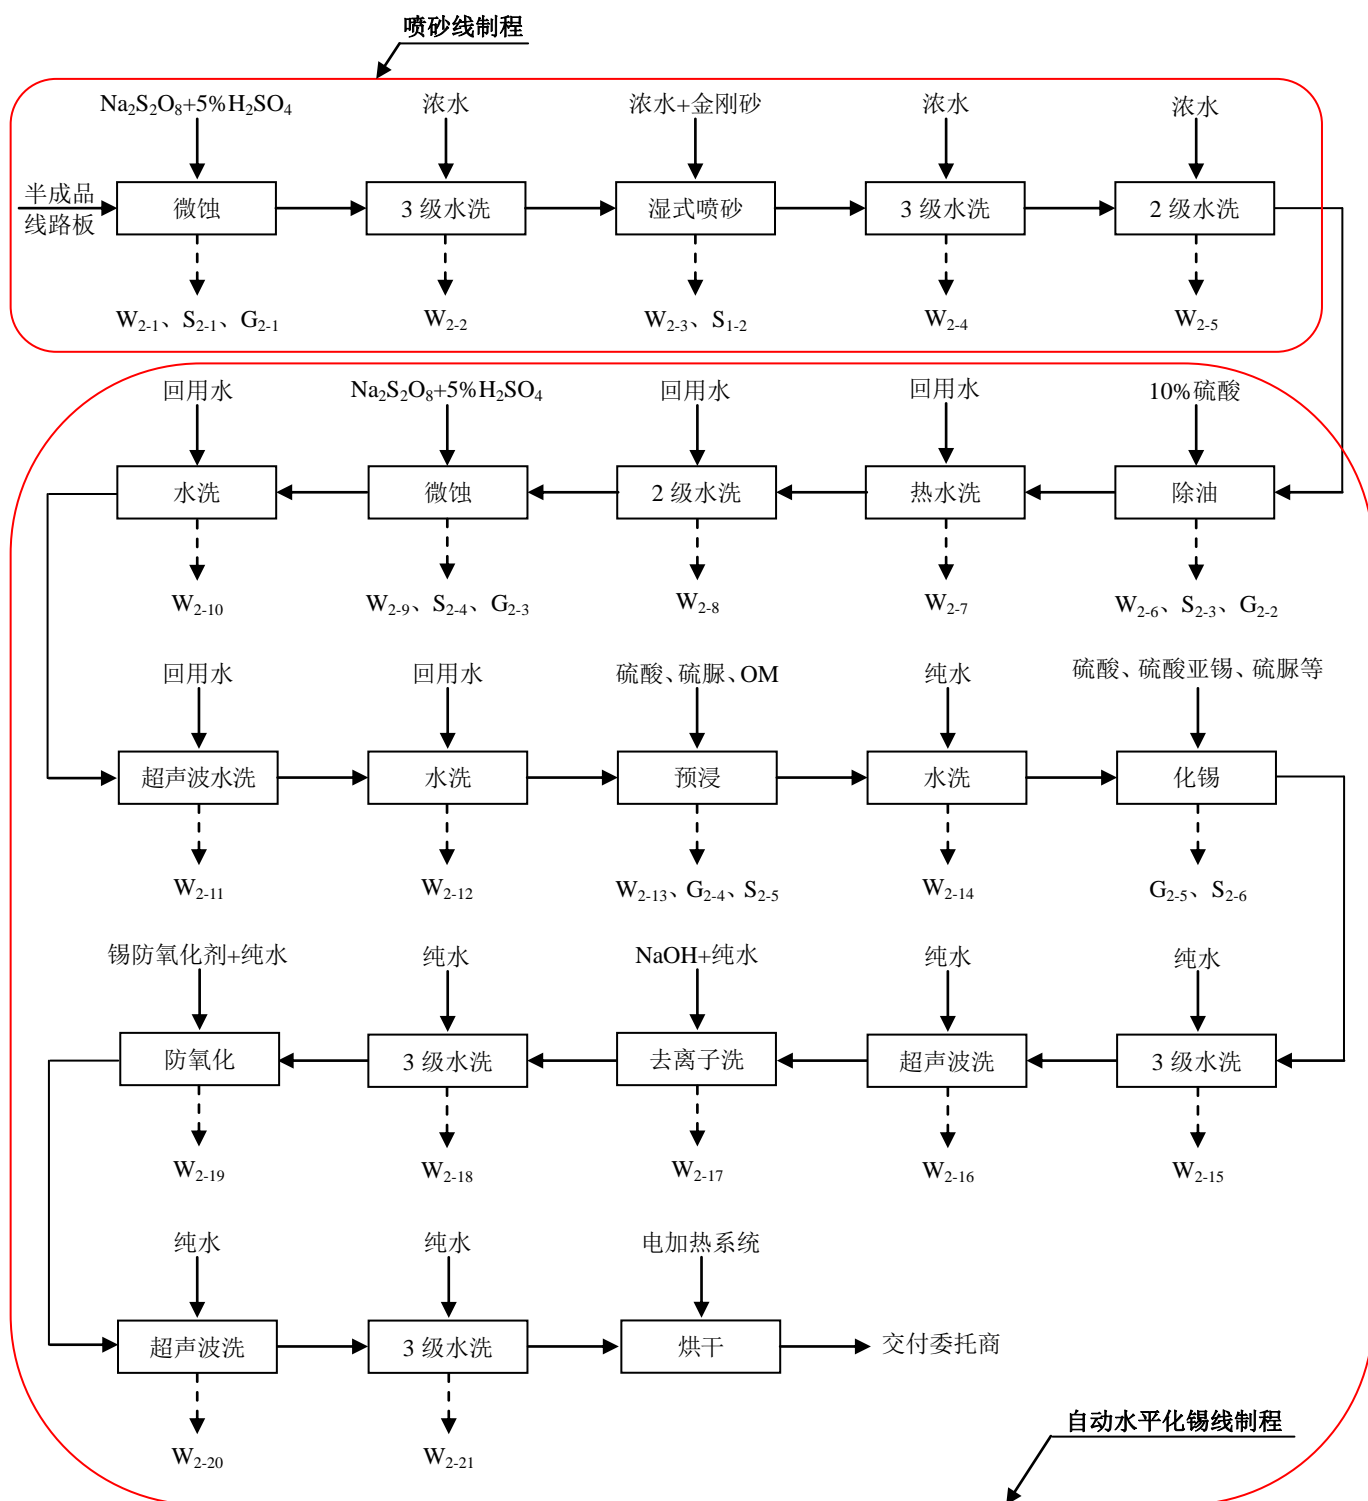 喷砂线制程
Na₂S₂O₈+5%H₂SO₄ 浓水 浓水+金刚砂 浓水 浓水
半成品
线路板
微蚀 3 级水洗 湿式喷砂 3 级水洗 2 级水洗
W₂₋₁、S₂₋₁、G₂₋₁ W₂₋₂ W₂₋₃、S₁₋₂ W₂₋₄ W₂₋₅
回用水 Na₂S₂O₈+5%H₂SO₄ 回用水 回用水 10%硫酸
水洗 微蚀 2 级水洗 热水洗 除油
W₂₋₁₀ W₂₋₉、S₂₋₄、G₂₋₃ W₂₋₈ W₂₋₇ W₂₋₆、S₂₋₃、G₂₋₂
回用水 回用水 硫酸、硫脲、OM 纯水 硫酸、硫酸亚锡、硫脲等
超声波水洗 水洗 预浸 水洗 化锡
W₂₋₁₁ W₂₋₁₂ W₂₋₁₃、G₂₋₄、S₂₋₅ W₂₋₁₄ G₂₋₅、S₂₋₆
锡防氧化剂+纯水 纯水 NaOH+纯水 纯水 纯水
防氧化 3 级水洗 去离子洗 超声波洗 3 级水洗
W₂₋₁₉ W₂₋₁₈ W₂₋₁₇ W₂₋₁₆ W₂₋₁₅
纯水 纯水 电加热系统
超声波洗 3 级水洗 烘干 交付委托商
W₂₋₂₀ W₂₋₂₁
自动水平化锡线制程